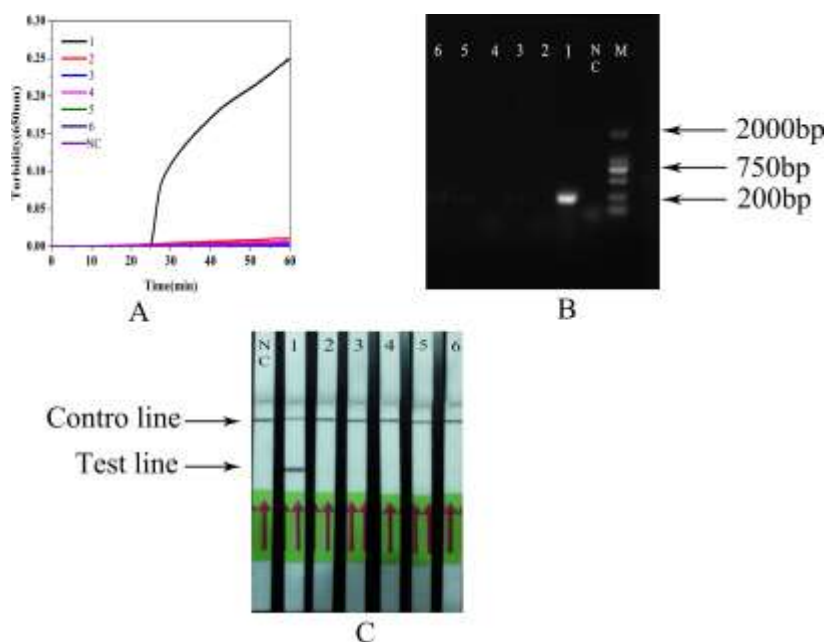 0.30
0.25
0.20
0.15
0.10
0.05
0.00
Turbidity(650nm)
1
2
3
4
5
6
NC
0 10 20 30 40 50 60
Time(min)
A
6 5 4 3 2 1 NC M
2000bp
750bp
200bp
B
NC 1 2 3 4 5 6
Contro line
Test line
C